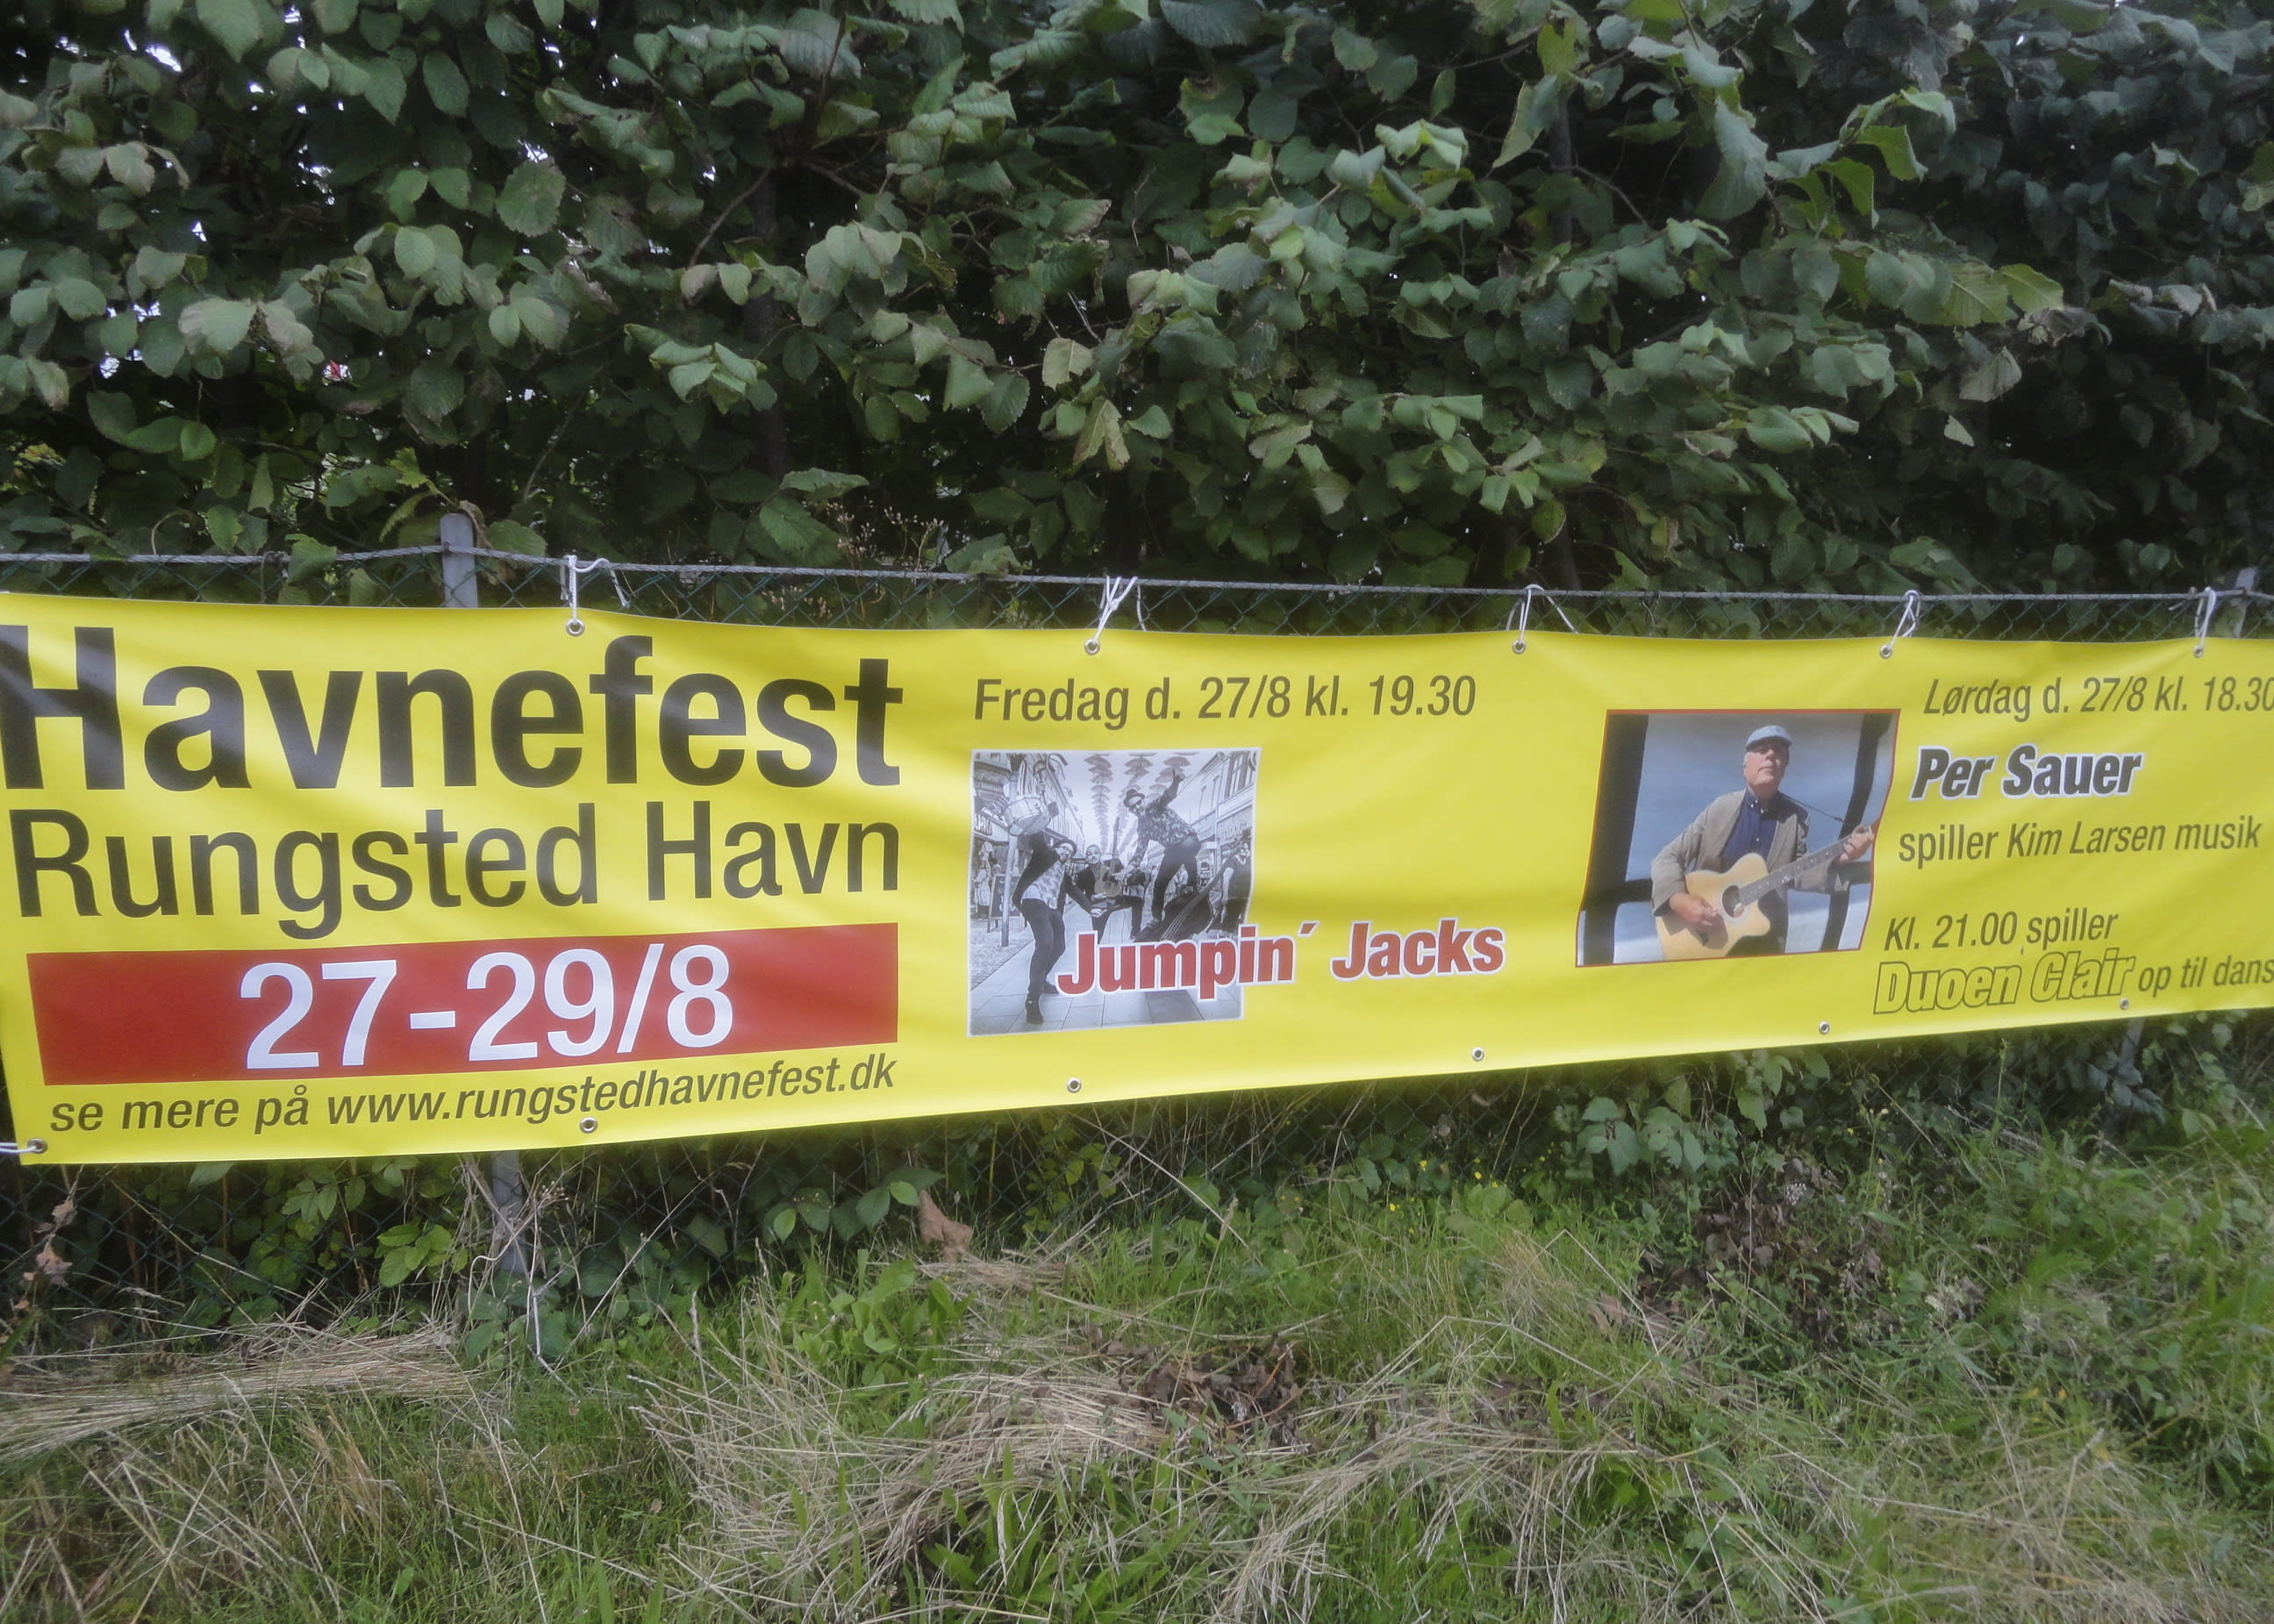 Havnefest
Rungsted Havn
27-29/8
se mere på www.rungstedhavnefest.dk
Fredag d. 27/8 kl. 19.30
Jumpin´ Jacks
Lørdag d. 27/8 kl. 18.30
Per Sauer
spiller Kim Larsen musik
Kl. 21.00 spiller
Duoen Clair op til dans